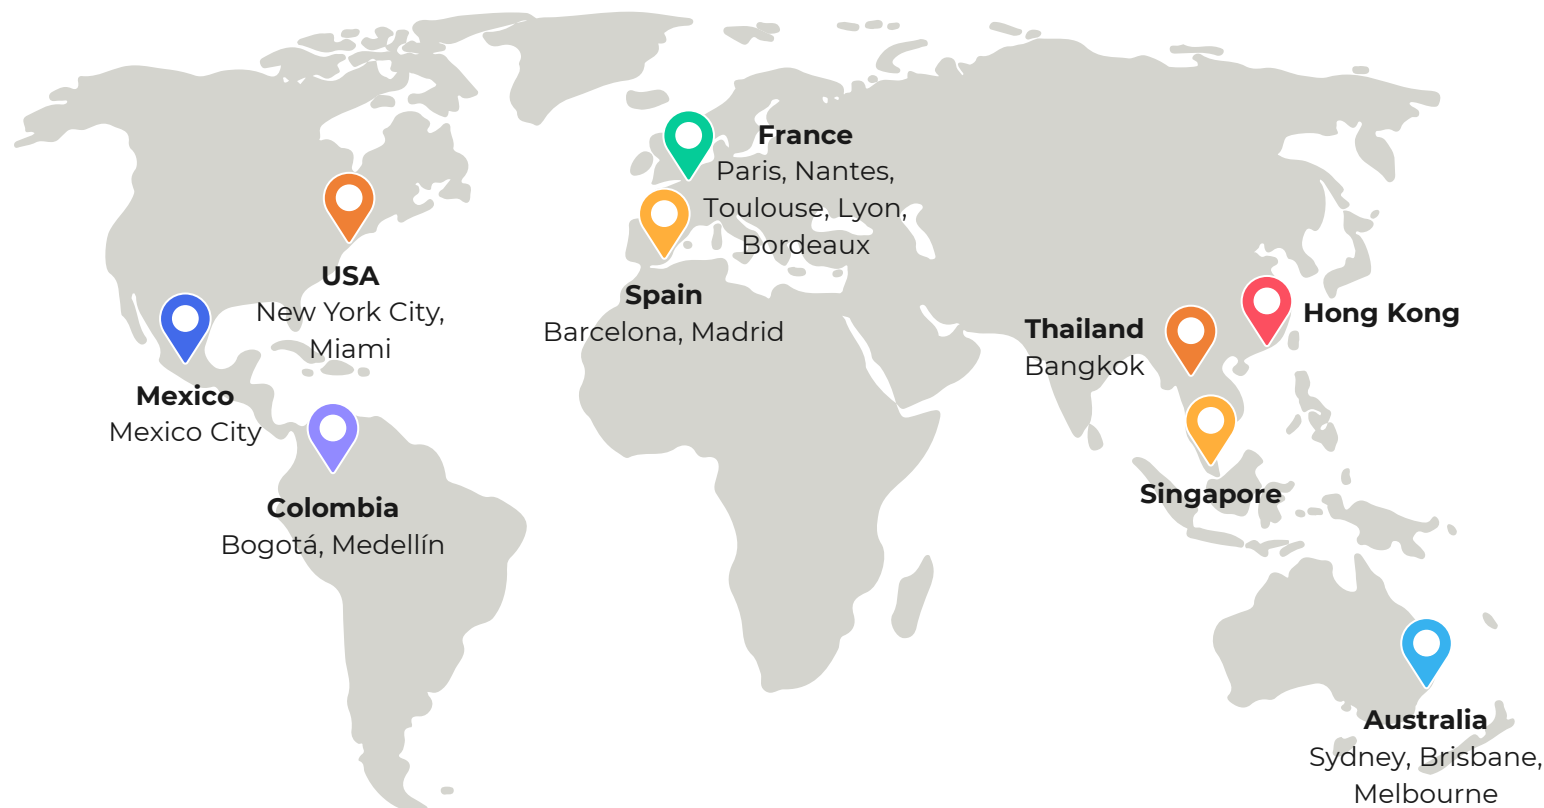 France
Paris, Nantes,
Toulouse, Lyon,
Bordeaux
USA
New York City,
Miami
Spain
Barcelona, Madrid
Hong Kong
Thailand
Bangkok
Mexico
Mexico City
Singapore
Colombia
Bogotá, Medellín
Australia
Sydney, Brisbane,
Melbourne